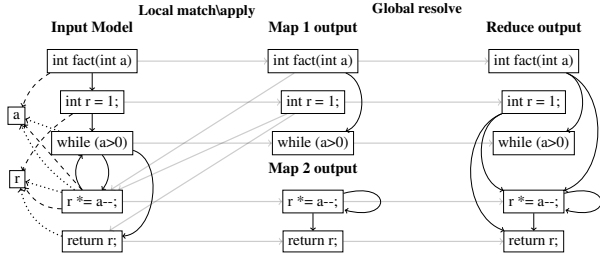 Local match\apply
Global resolve
Input Model
Map 1 output
Reduce output
int fact(int a)
int fact(int a)
int fact(int a)
int r = 1;
int r = 1;
int r = 1;
a
while (a>0)
while (a>0)
while (a>0)
Map 2 output
r
r *= a--;
r *= a--;
r *= a--;
return r;
return r;
return r;